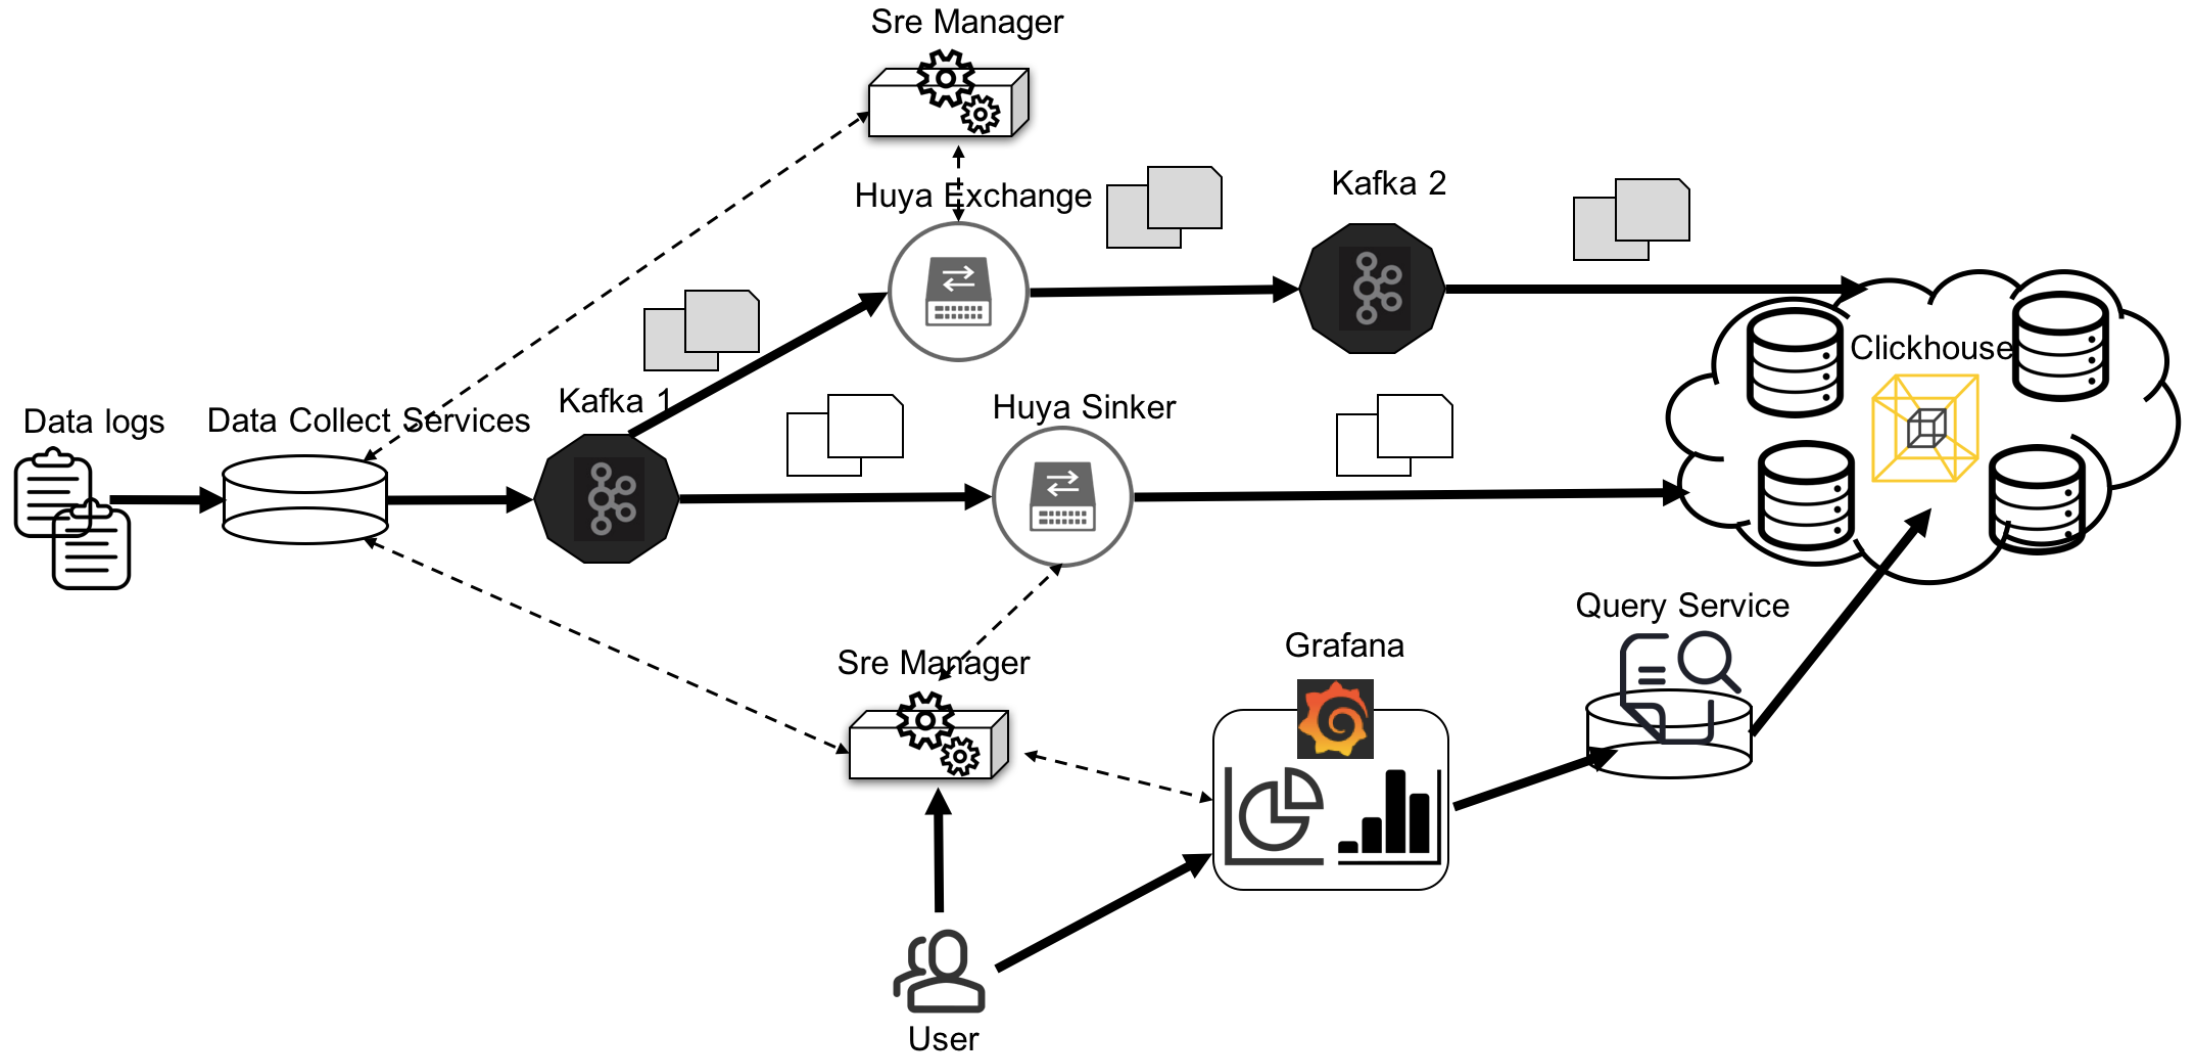 Sre Manager
Huya Exchange
Kafka 2
Clickhouse
Kafka 1
Huya Sinker
Data logs
Data Collect Services
Query Service
Grafana
Sre Manager
User